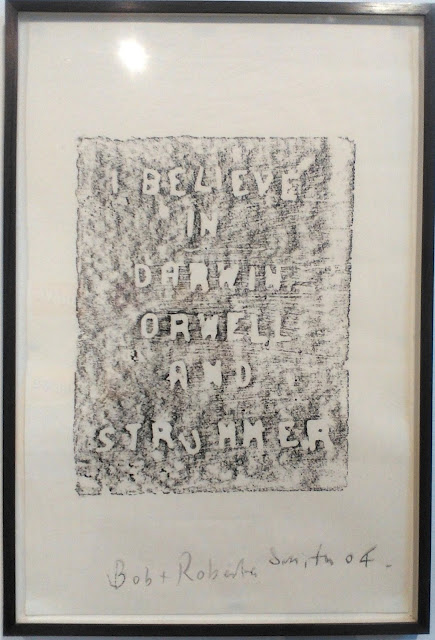 I BELIEVE
IN
DARWIN,
ORWELL
AND
STRUMMER
Bob + Roberta Smith 04.